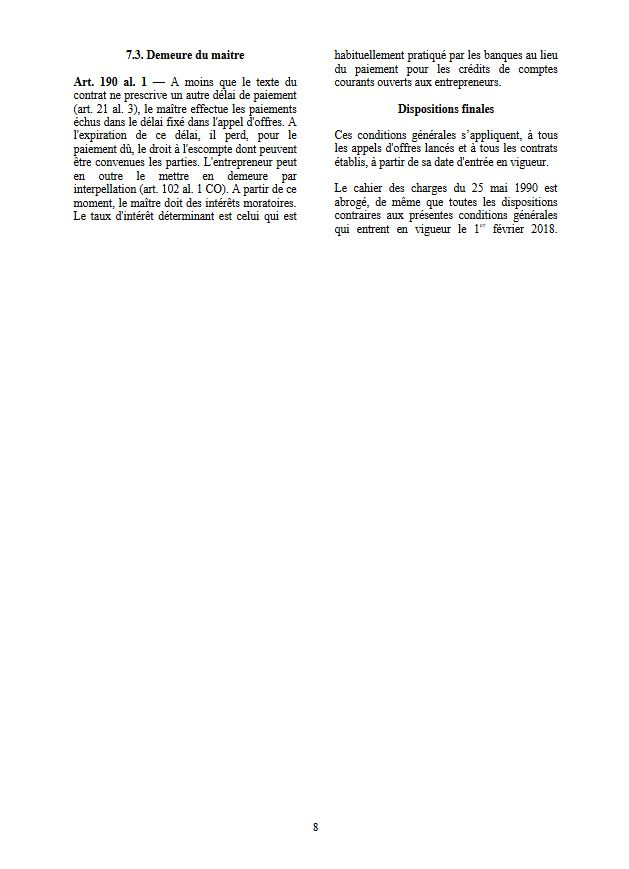 7.3. Demeure du maitre
Art. 190 al. 1 — A moins que le texte du
contrat ne prescrive un autre délai de paiement
(art. 21 al. 3), le maître effectue les paiements
échus dans le délai fixé dans l'appel d'offres. A
l'expiration de ce délai, il perd, pour le
paiement dû, le droit à l'escompte dont peuvent
être convenues les parties. L'entrepreneur peut
en outre le mettre en demeure par
interpellation (art. 102 al. 1 CO). A partir de ce
moment, le maître doit des intérêts moratoires.
Le taux d'intérêt déterminant est celui qui est
habituellement pratiqué par les banques au lieu
du paiement pour les crédits de comptes
courants ouverts aux entrepreneurs.
Dispositions finales
Ces conditions générales s’appliquent, à tous
les appels d'offres lancés et à tous les contrats
établis, à partir de sa date d'entrée en vigueur.
Le cahier des charges du 25 mai 1990 est
abrogé, de même que toutes les dispositions
contraires aux présentes conditions générales
qui entrent en vigueur le 1er février 2018.
8